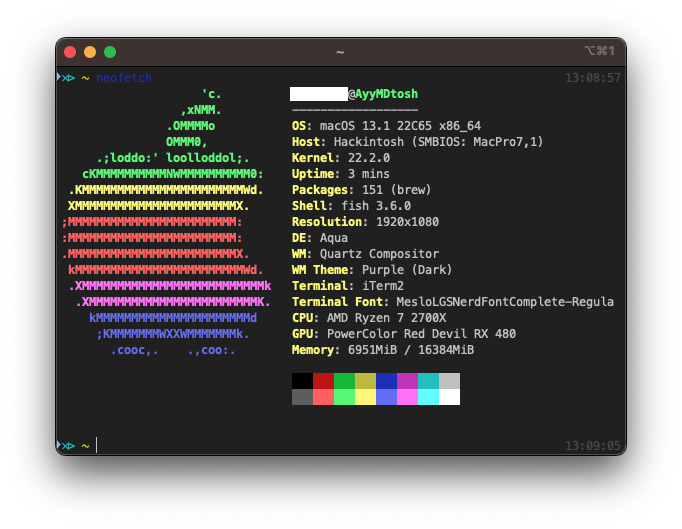 ~ ⌥⌘1
~ neofetch 13:08:57
'c.
,xNMM.
.OMMMMo
OMMM0,
.;loddo:' loolloddol;.
cKMMMMMMMMMMNWMMMMMMMMMM0:
.KMMMMMMMMMMMMMMMMMMMMMMMWd.
XMMMMMMMMMMMMMMMMMMMMMMMX.
;MMMMMMMMMMMMMMMMMMMMMMMM:
:MMMMMMMMMMMMMMMMMMMMMMMM:
.MMMMMMMMMMMMMMMMMMMMMMMMX.
kMMMMMMMMMMMMMMMMMMMMMMMMWd.
.XMMMMMMMMMMMMMMMMMMMMMMMMMMk
.XMMMMMMMMMMMMMMMMMMMMMMMMK.
kMMMMMMMMMMMMMMMMMMMMMMd
;KMMMMMMMWXXWMMMMMMMk.
.cooc,. .,coo:.
@AyyMDtosh
------------------
OS: macOS 13.1 22C65 x86_64
Host: Hackintosh (SMBIOS: MacPro7,1)
Kernel: 22.2.0
Uptime: 3 mins
Packages: 151 (brew)
Shell: fish 3.6.0
Resolution: 1920x1080
DE: Aqua
WM: Quartz Compositor
WM Theme: Purple (Dark)
Terminal: iTerm2
Terminal Font: MesloLGSNerdFontComplete-Regula
CPU: AMD Ryzen 7 2700X
GPU: PowerColor Red Devil RX 480
Memory: 6951MiB / 16384MiB
~ 13:09:05